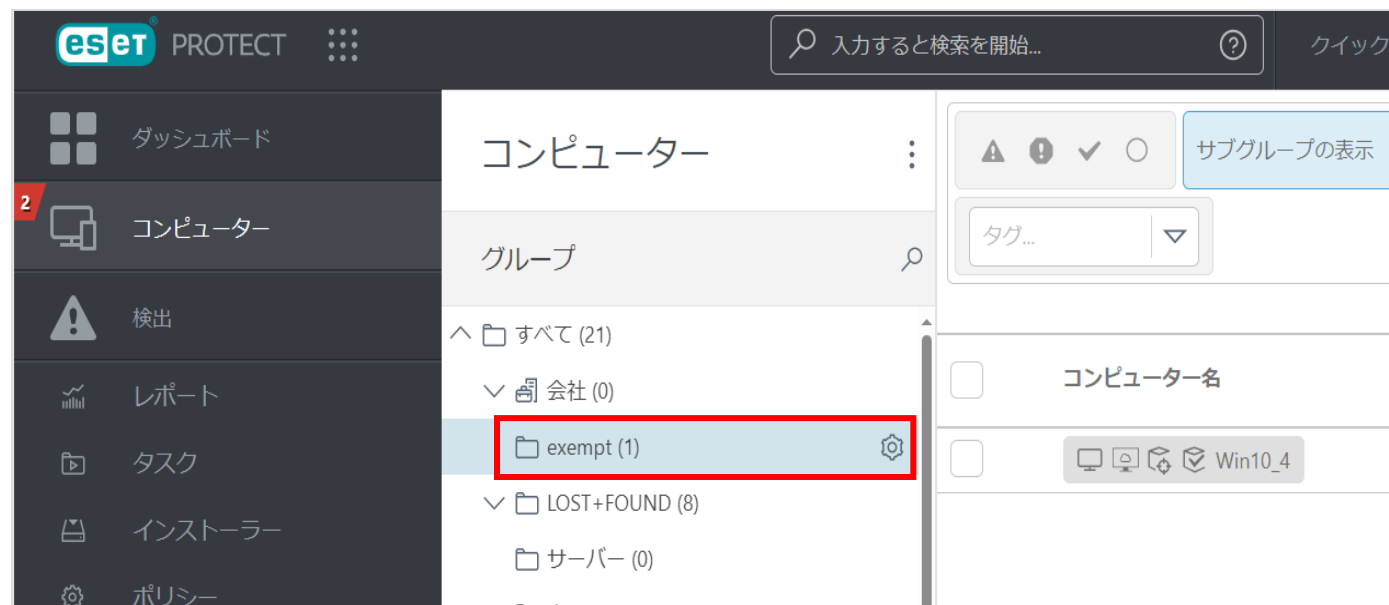 eset PROTECT
入力すると検索を開始...
クイック
2
ダッシュボード
コンピューター
検出
レポート
タスク
インストーラー
ポリシー
コンピューター
グループ
すべて (21)
会社 (0)
exempt (1)
LOST+FOUND (8)
サーバー (0)
サブグループの表示
タグ...
コンピューター名
Win10_4